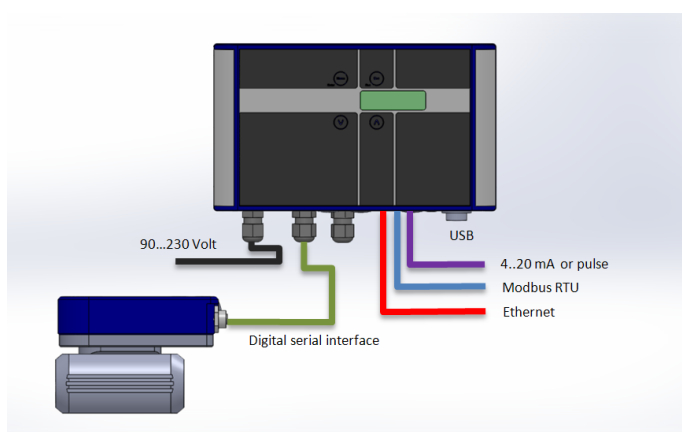 90...230 Volt
USB
4..20 mA or pulse
Modbus RTU
Ethernet
Digital serial interface